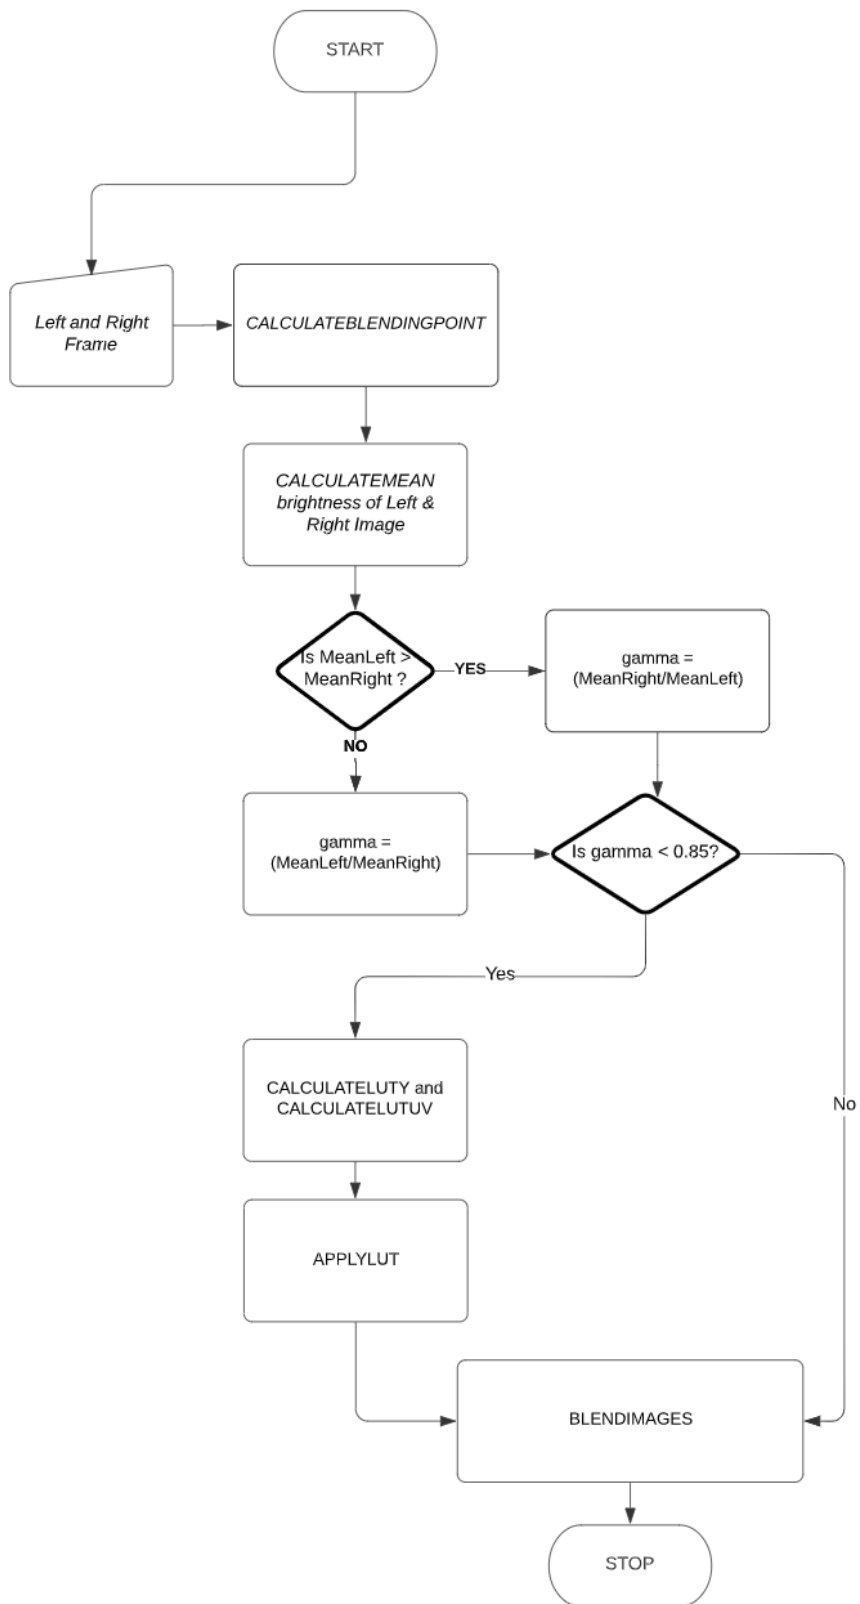 START
Left and Right
Frame
CALCULATEBLENDINGPOINT
CALCULATEMEAN
brightness of Left &
Right Image
Is MeanLeft >
MeanRight ?
YES
gamma =
(MeanRight/MeanLeft)
NO
gamma =
(MeanLeft/MeanRight)
Is gamma < 0.85?
Yes
CALCULATELUTY and
CALCULATELUTUV
No
APPLYLUT
BLENDIMAGES
STOP